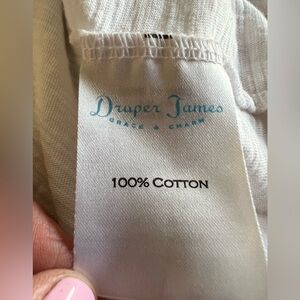 Draper James
GRACE & CHARM
100% COTTON